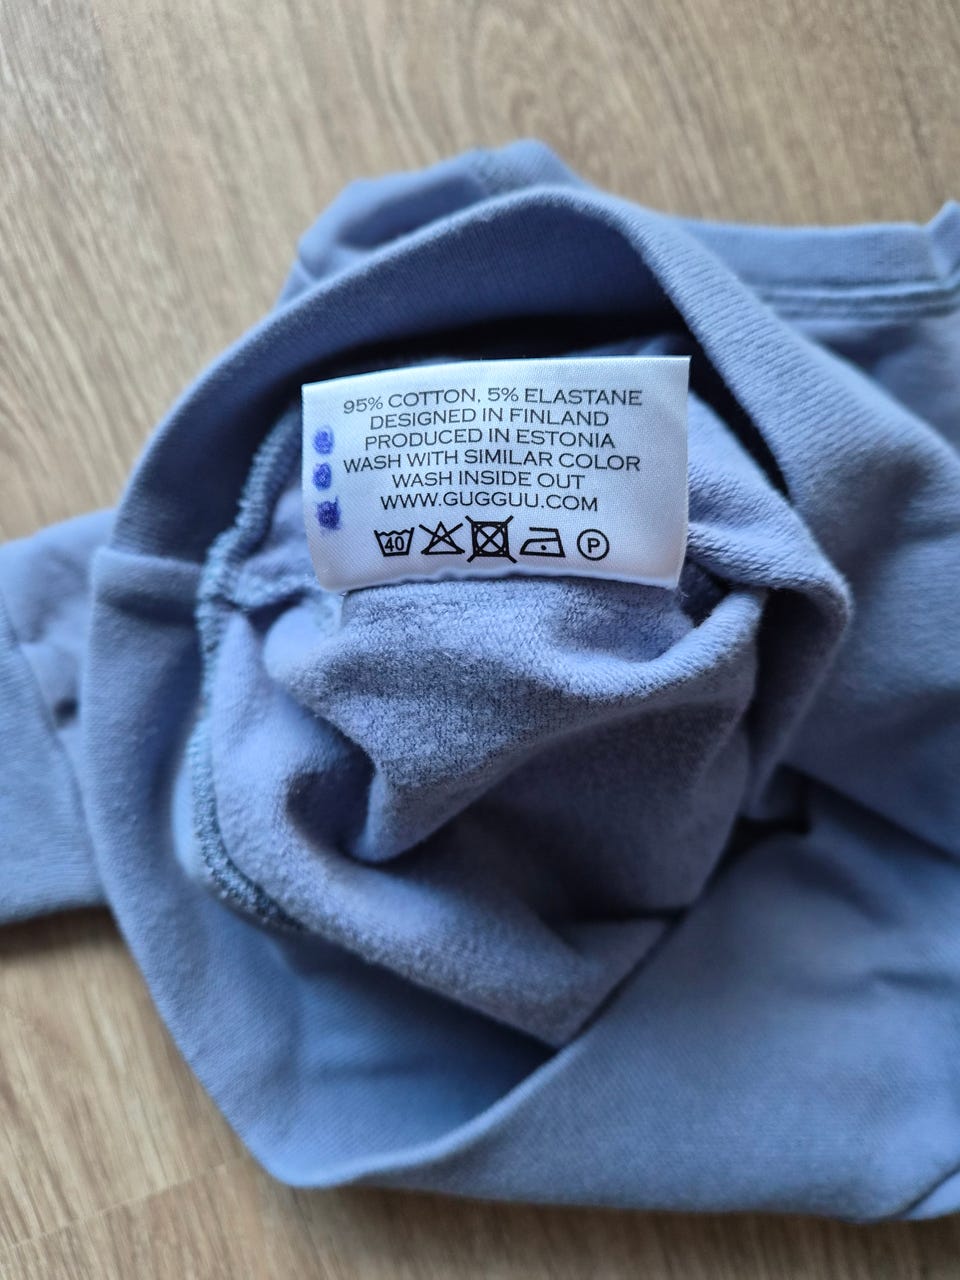 95% COTTON, 5% ELASTANE
DESIGNED IN FINLAND
PRODUCED IN ESTONIA
WASH WITH SIMILAR COLOR
WASH INSIDE OUT
WWW.GUGGUU.COM
40 P